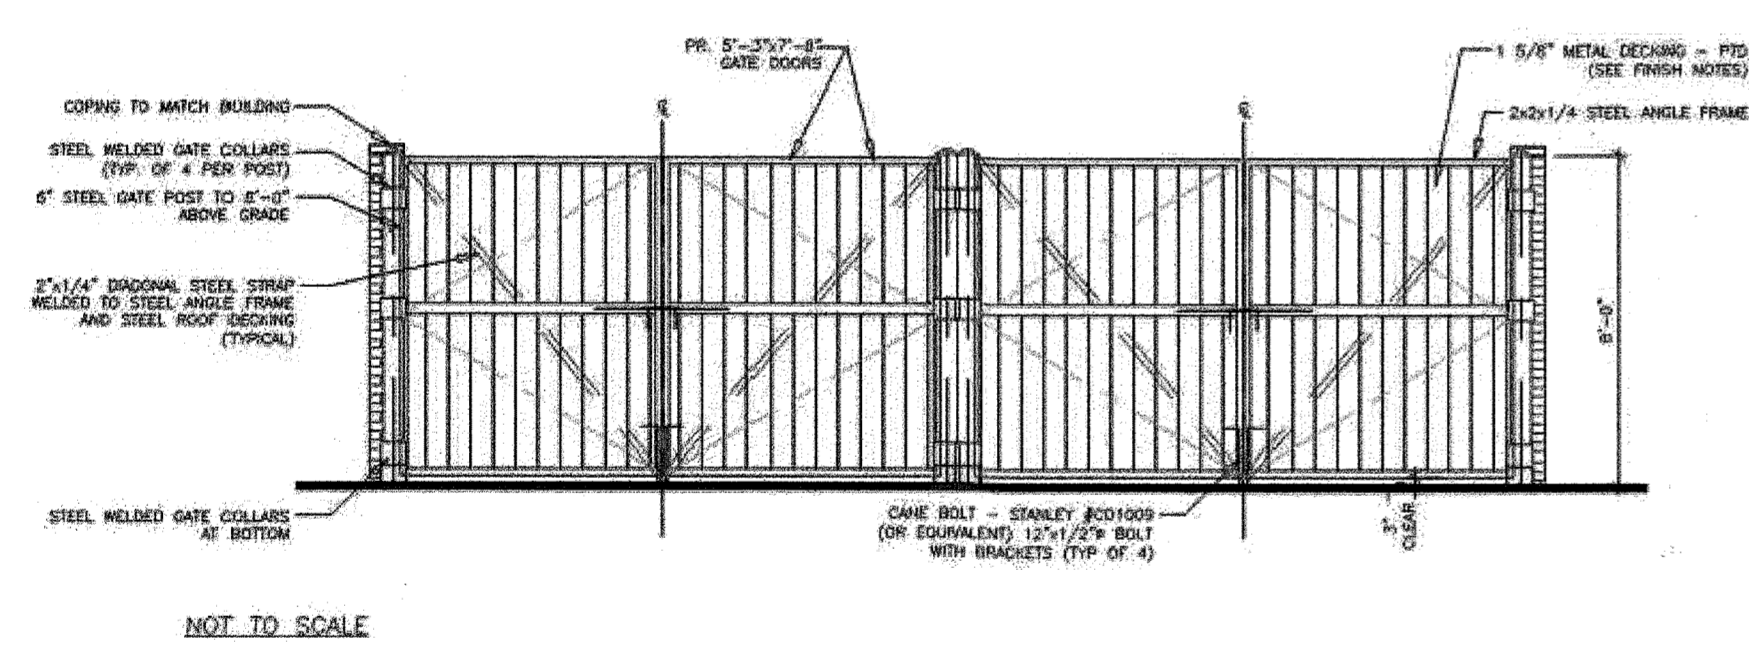 PR. 5'-3"x7'-8"
GATE DOORS
1 5/8" METAL DECKING - PTD
(SEE FINISH NOTES)
COPING TO MATCH BUILDING
2x2x1/4 STEEL ANGLE FRAME
STEEL WELDED GATE COLLARS
(TYP. OF 4 PER POST)
6" STEEL GATE POST TO 8'-0"
ABOVE GRADE
2"x1/4" DIAGONAL STEEL STRAP
WELDED TO STEEL ANGLE FRAME
AND STEEL ROOF DECKING
(TYPICAL)
8'-0"
STEEL WELDED GATE COLLARS
AT BOTTOM
CANE BOLT - STANLEY #CD1009
(OR EQUIVALENT) 12"x1/2"ø BOLT
WITH BRACKETS (TYP OF 4)
3"
CLEAR
NOT TO SCALE